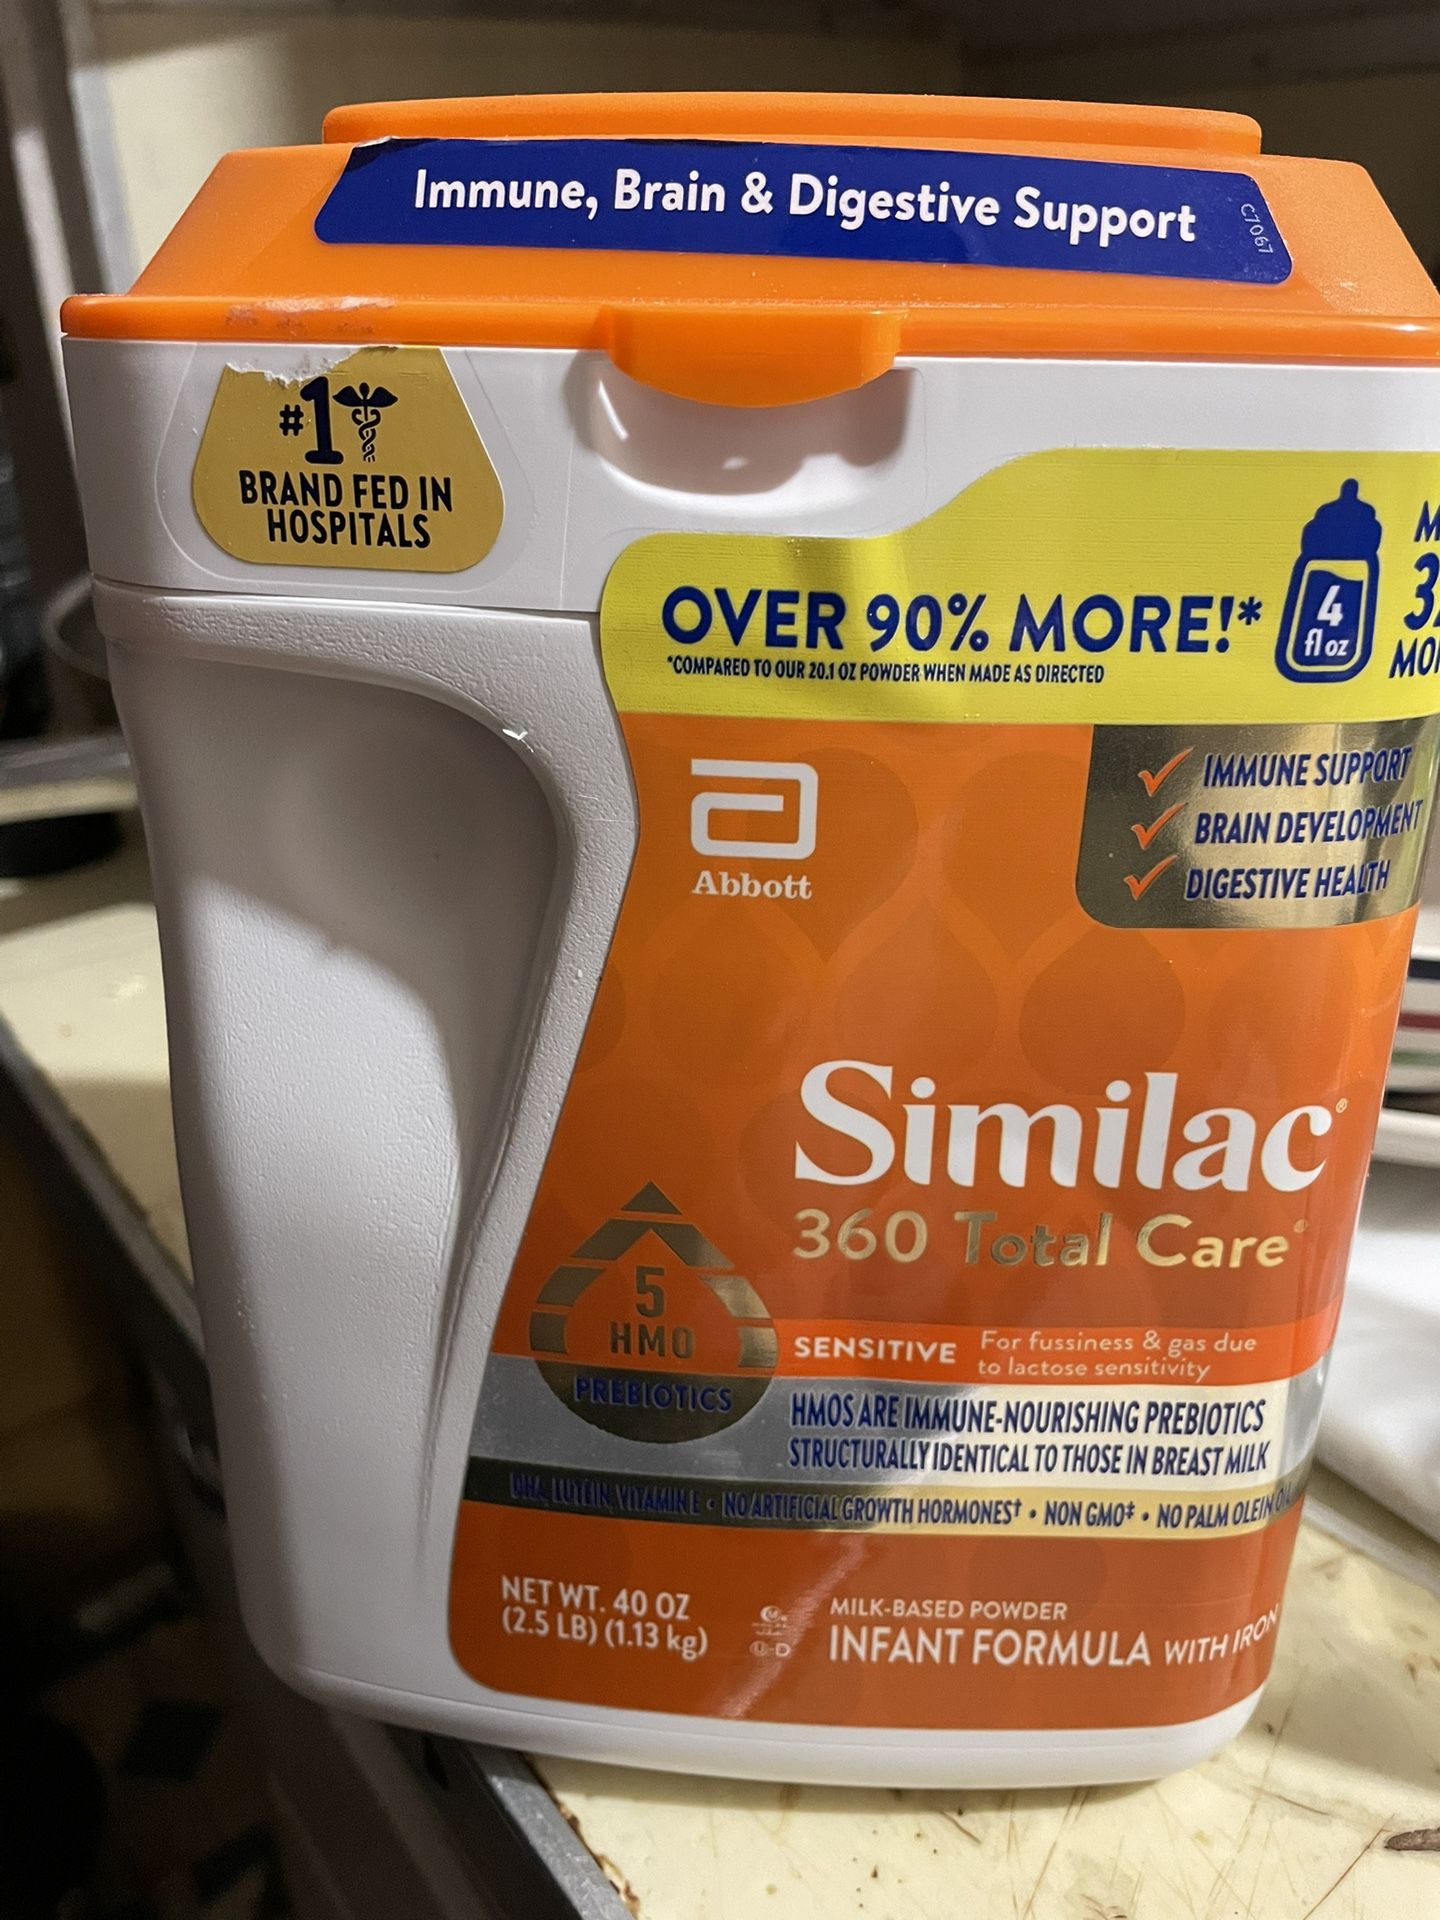 Immune, Brain & Digestive Support
C1067
#1
BRAND FED IN
HOSPITALS
OVER 90% MORE!*
*COMPARED TO OUR 20.1 OZ POWDER WHEN MADE AS DIRECTED
4
fl oz
IMMUNE SUPPORT
BRAIN DEVELOPMENT
DIGESTIVE HEALTH
Abbott
Similac®
360 Total Care®
5
HMO
PREBIOTICS
SENSITIVE For fussiness & gas due
to lactose sensitivity
HMOS ARE IMMUNE-NOURISHING PREBIOTICS
STRUCTURALLY IDENTICAL TO THOSE IN BREAST MILK
DHA, LUTEIN, VITAMIN E • NO ARTIFICIAL GROWTH HORMONES† • NON GMO‡ • NO PALM OLEIN
NET WT. 40 OZ
(2.5 LB) (1.13 kg)
U-D
MILK-BASED POWDER
INFANT FORMULA WITH IRON